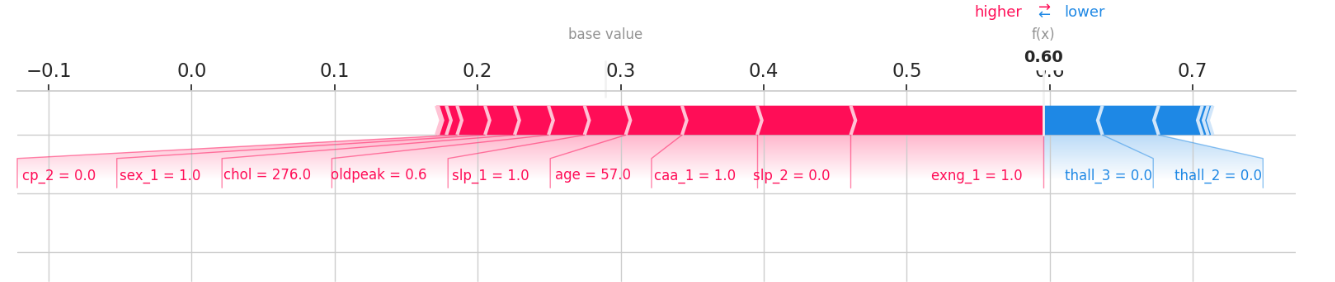 higher ⇄ lower
base value f(x)
0.60
−0.1 0.0 0.1 0.2 0.3 0.4 0.5 0.6 0.7
cp_2 = 0.0 sex_1 = 1.0 chol = 276.0 oldpeak = 0.6 slp_1 = 1.0 age = 57.0 caa_1 = 1.0 slp_2 = 0.0 exng_1 = 1.0 thall_3 = 0.0 thall_2 = 0.0